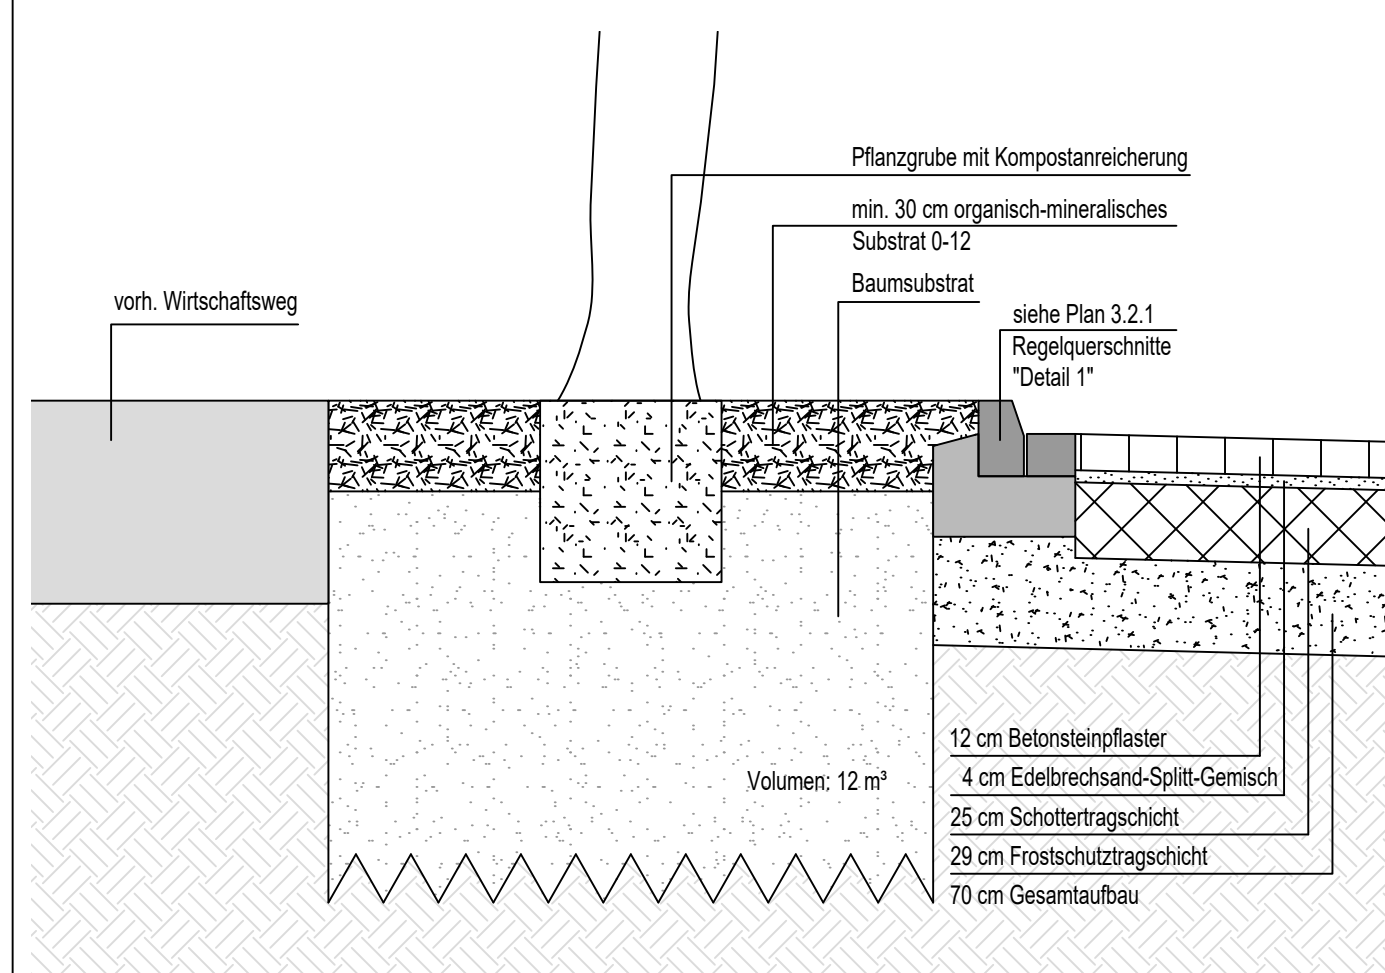 Pflanzgrube mit Kompostanreicherung
min. 30 cm organisch-mineralisches
Substrat 0-12
Baumsubstrat
vorh. Wirtschaftsweg
siehe Plan 3.2.1
Regelquerschnitte
"Detail 1"
12 cm Betonsteinpflaster
4 cm Edelbrechsand-Splitt-Gemisch
Volumen: 12 m³
25 cm Schottertragschicht
29 cm Frostschutztragschicht
70 cm Gesamtaufbau